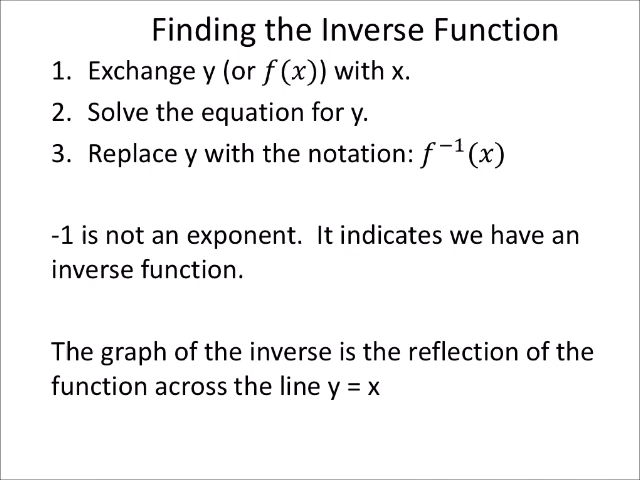 Finding the Inverse Function
1. Exchange y (or f(x)) with x.
2. Solve the equation for y.
3. Replace y with the notation: f⁻¹(x)
-1 is not an exponent. It indicates we have an
inverse function.
The graph of the inverse is the reflection of the
function across the line y = x